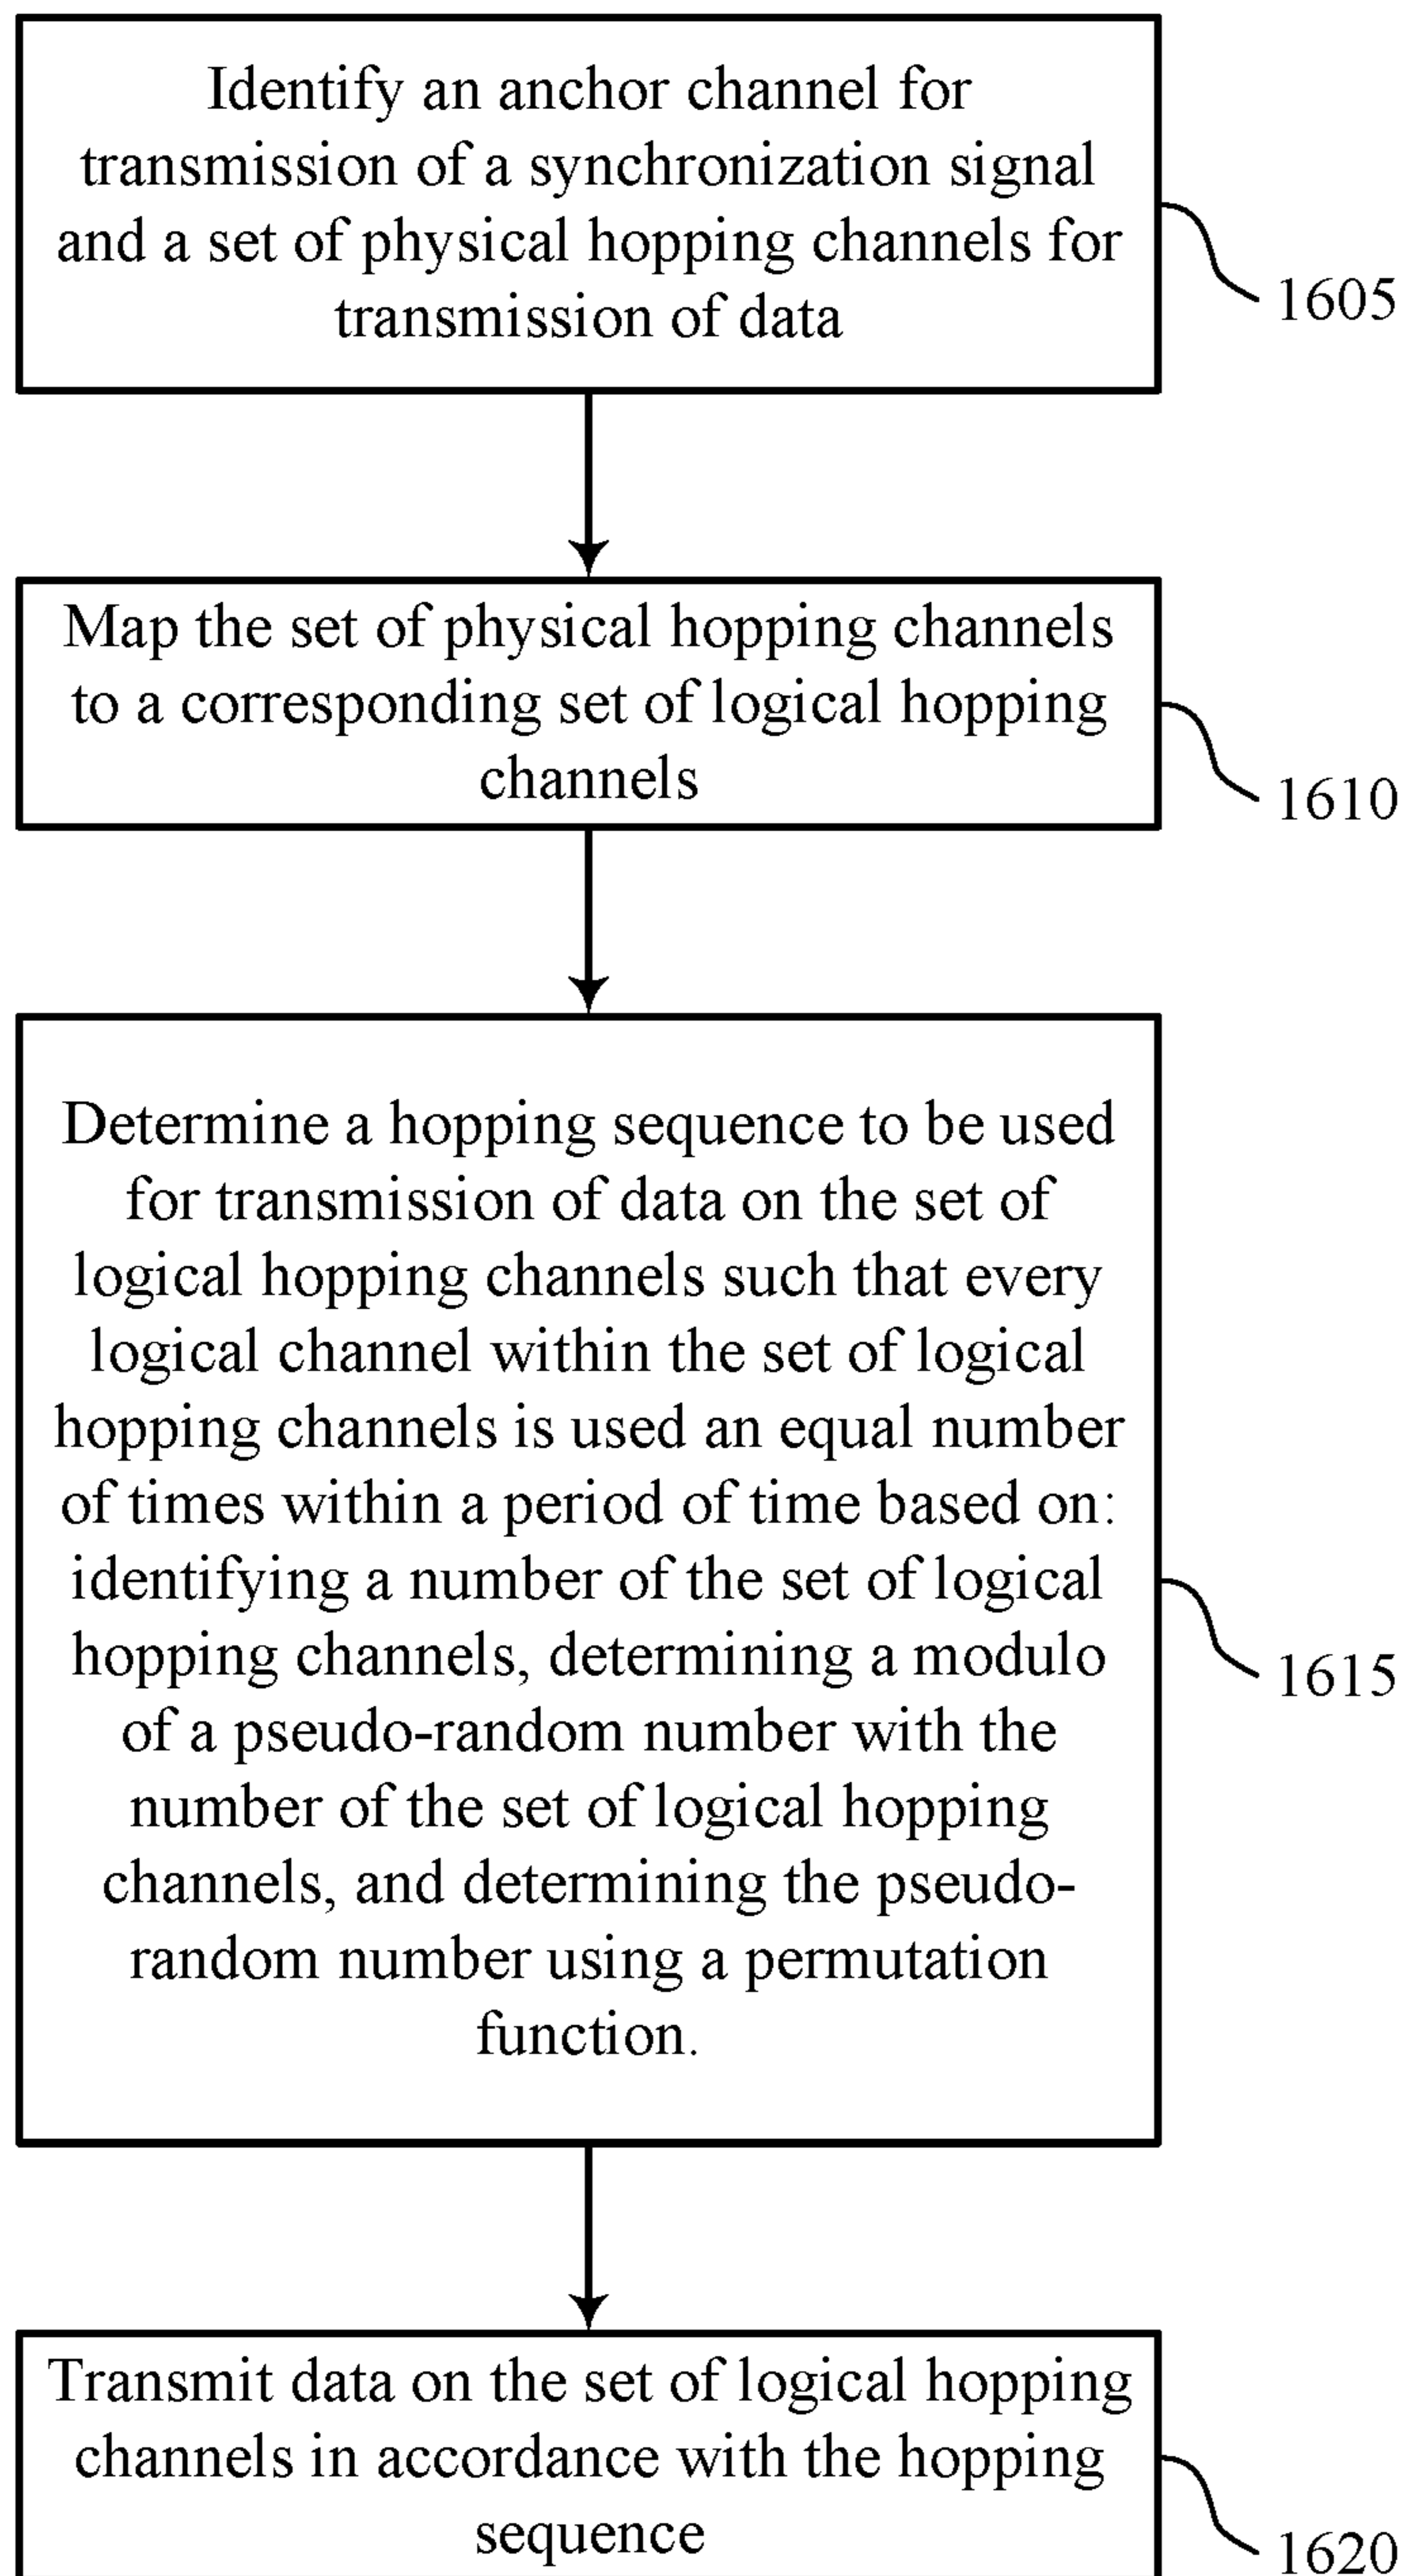 Identify an anchor channel for
transmission of a synchronization signal
and a set of physical hopping channels for
transmission of data
1605
Map the set of physical hopping channels
to a corresponding set of logical hopping
channels
1610
Determine a hopping sequence to be used
for transmission of data on the set of
logical hopping channels such that every
logical channel within the set of logical
hopping channels is used an equal number
of times within a period of time based on:
identifying a number of the set of logical
hopping channels, determining a modulo
of a pseudo-random number with the
number of the set of logical hopping
channels, and determining the pseudo-
random number using a permutation
function.
1615
Transmit data on the set of logical hopping
channels in accordance with the hopping
sequence
1620